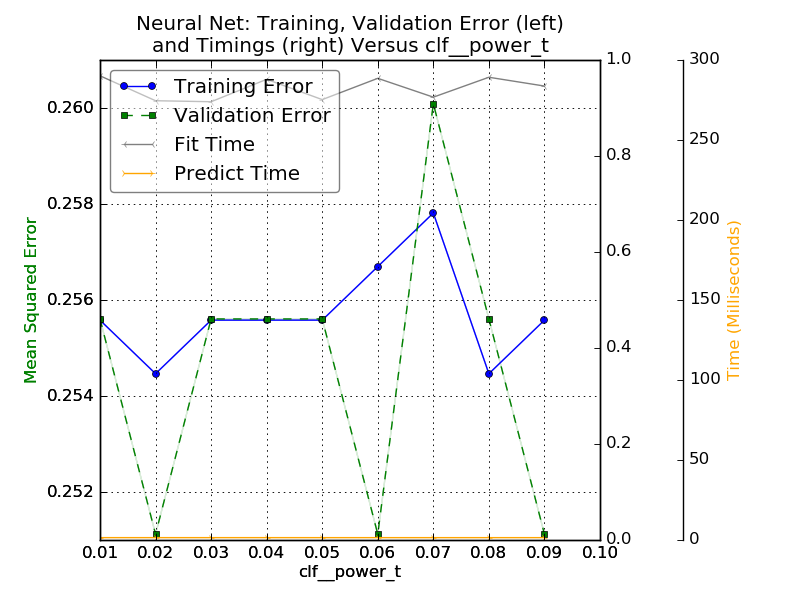 Neural Net: Training, Validation Error (left)
and Timings (right) Versus clf__power_t
Training Error
Validation Error
Fit Time
Predict Time
Mean Squared Error
0.260
0.258
0.256
0.254
0.252
0.01 0.02 0.03 0.04 0.05 0.06 0.07 0.08 0.09 0.10
clf__power_t
1.0
0.8
0.6
0.4
0.2
0.0
300
250
200
150
100
50
0
Time (Milliseconds)